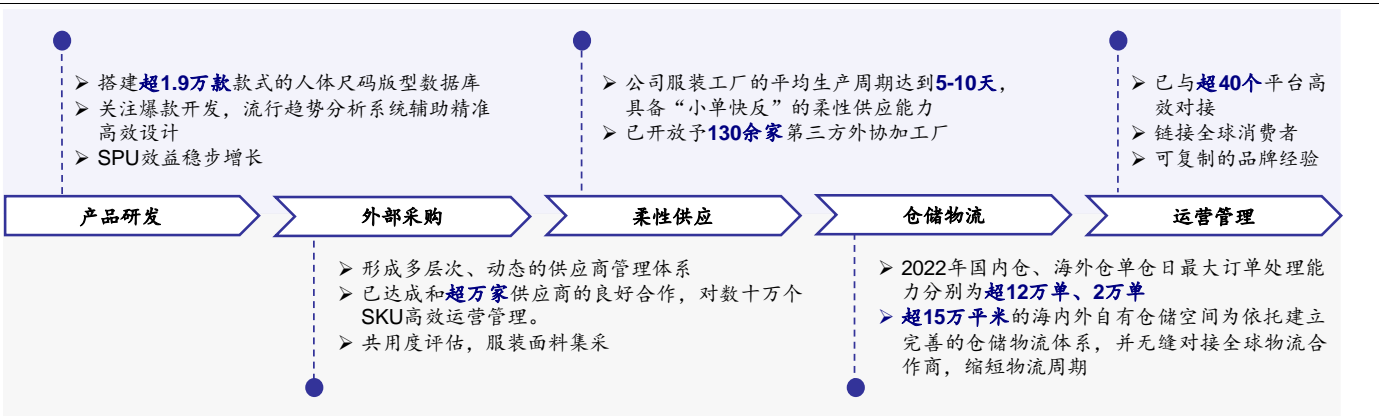 ➢ 搭建超1.9万款款式的人体尺码版型数据库
➢ 关注爆款开发，流行趋势分析系统辅助精准
高效设计
➢ SPU效益稳步增长
➢ 公司服装工厂的平均生产周期达到5-10天，
具备“小单快反”的柔性供应能力
➢ 已开放予130余家第三方外协加工厂
➢ 已与超40个平台高
效对接
➢ 链接全球消费者
➢ 可复制的品牌经验
产品研发
外部采购
柔性供应
仓储物流
运营管理
➢ 形成多层次、动态的供应商管理体系
➢ 已达成和超万家供应商的良好合作，对数十万个
SKU高效运营管理。
➢ 共用度评估，服装面料集采
➢ 2022年国内仓、海外仓单仓日最大订单处理能
力分别为超12万单、2万单
➢ 超15万平米的海内外自有仓储空间为依托建立
完善的仓储物流体系，并无缝对接全球物流合
作商，缩短物流周期